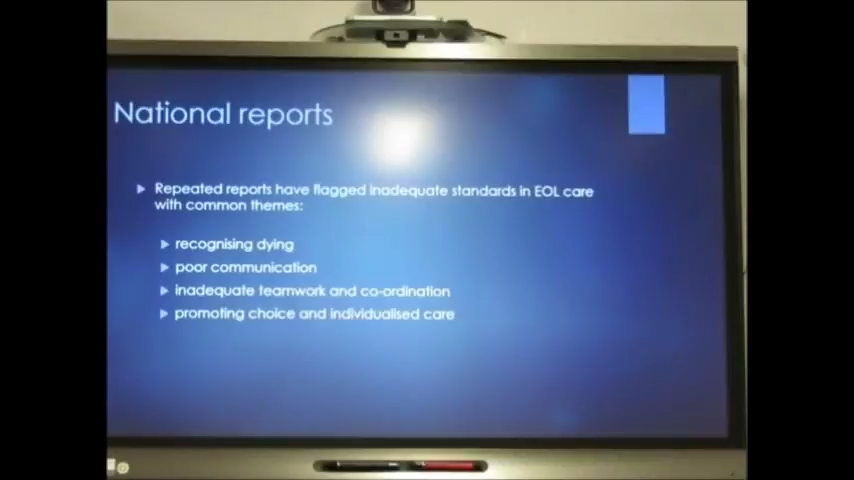 National reports
Repeated reports have flagged inadequate standards in EOL care
with common themes:
recognising dying
poor communication
inadequate teamwork and co-ordination
promoting choice and individualised care